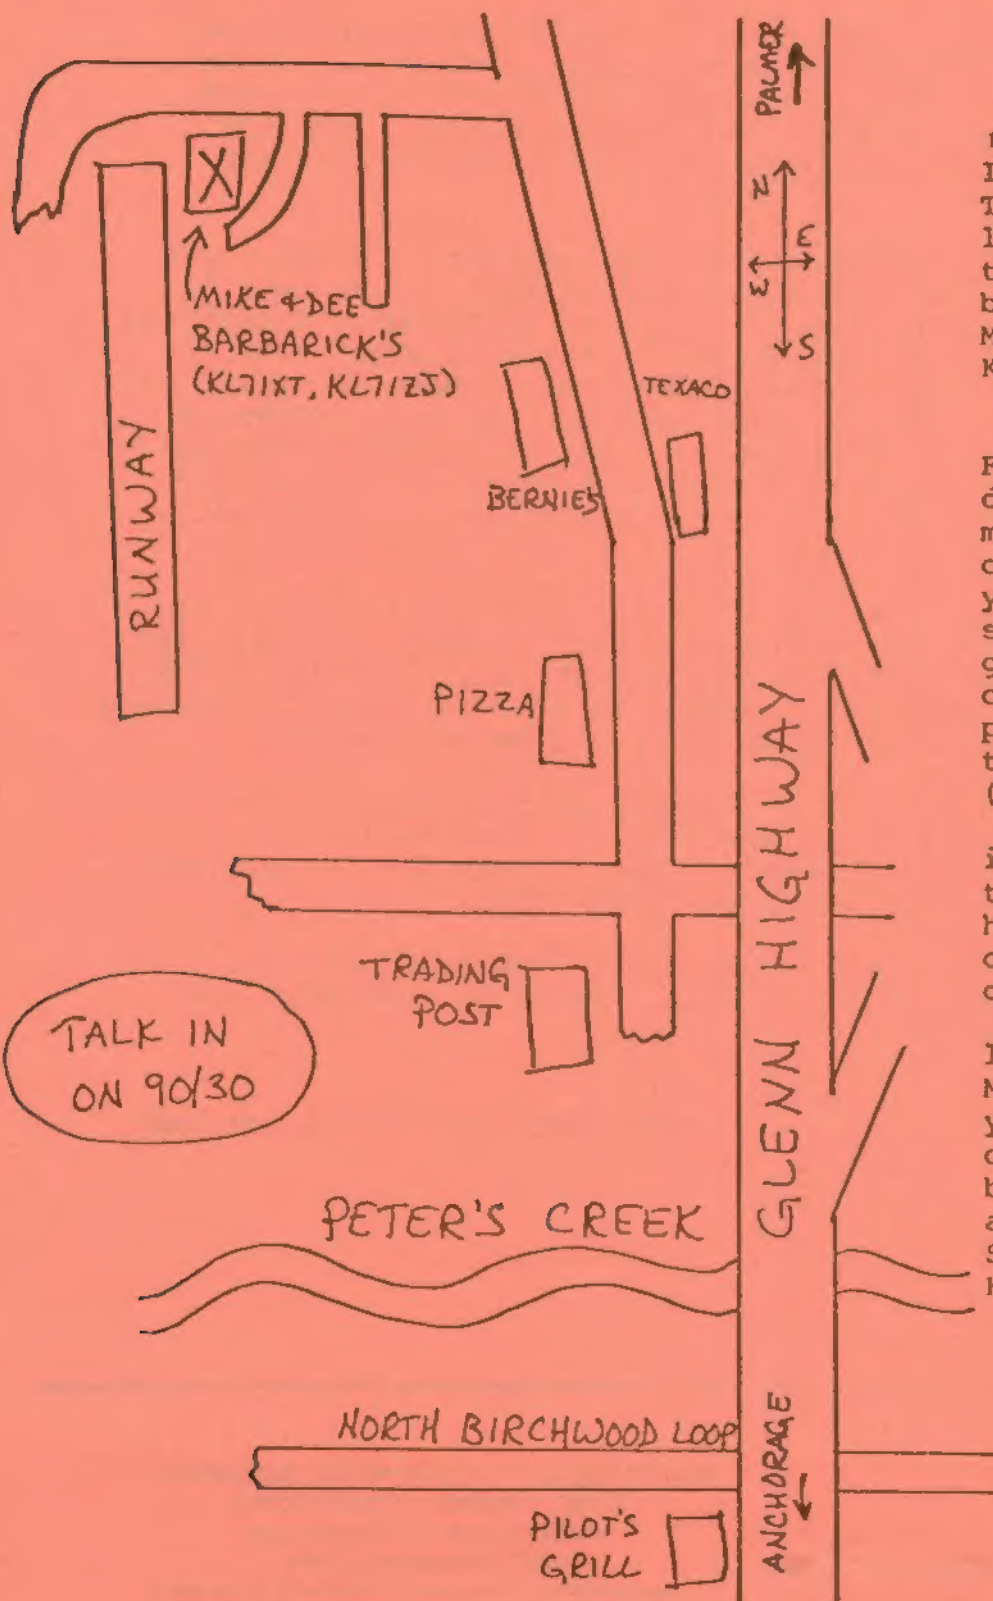 PALMER
N
E
W
S
MIKE + DEE
BARBARICK'S
(KL7IXT, KL7IZJ)
TEXACO
BERNIE'S
RUNWAY
PIZZA
GLENN HIGHWAY
TRADING
POST
TALK IN
ON 90/30
PETER'S CREEK
NORTH BIRCHWOOD LOOP
ANCHORAGE
PILOT'S
GRILL